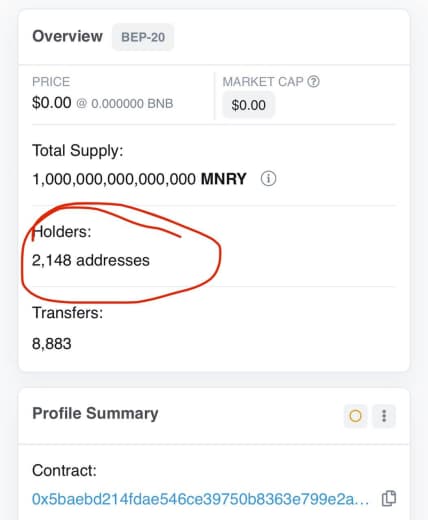 Overview BEP-20
PRICE MARKET CAP
$0.00 @ 0.000000 BNB $0.00
Total Supply:
1,000,000,000,000,000 MNRY
Holders:
2,148 addresses
Transfers:
8,883
Profile Summary
Contract:
0x5baebd214fdae546ce39750b8363e799e2a...